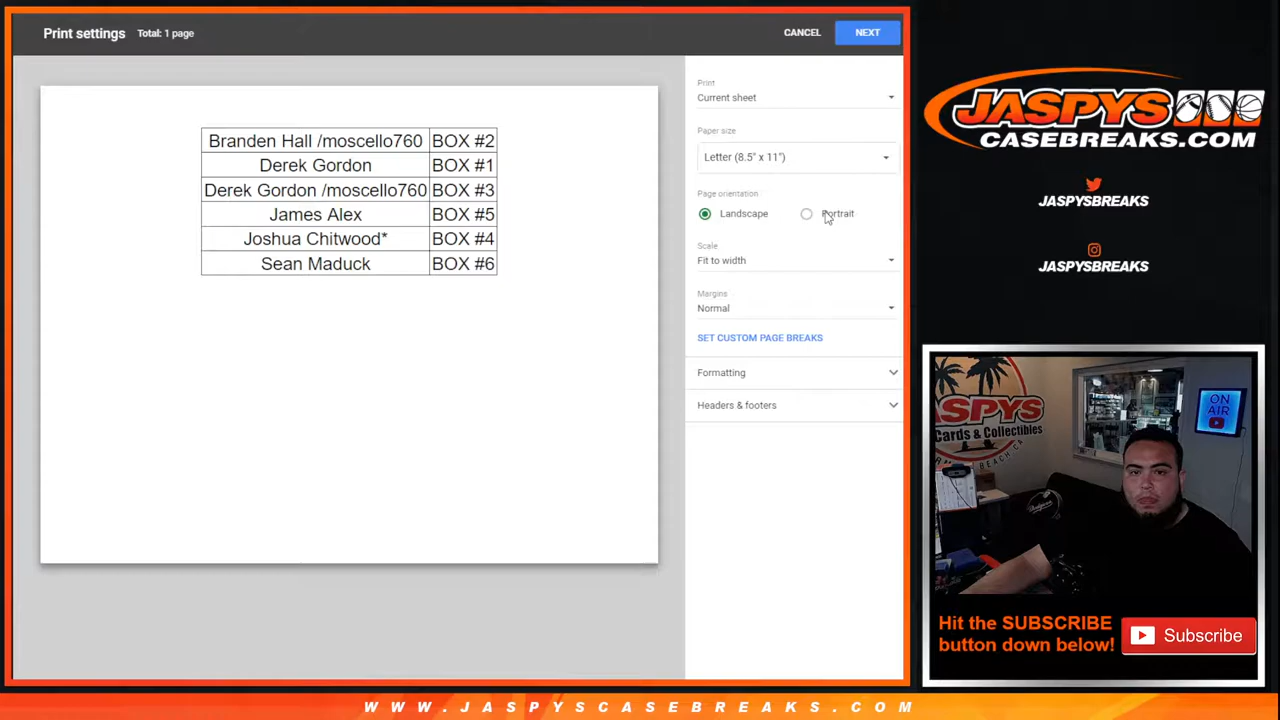 Print settings Total: 1 page CANCEL NEXT
Branden Hall /moscello760 BOX #2
Derek Gordon BOX #1
Derek Gordon /moscello760 BOX #3
James Alex BOX #5
Joshua Chitwood* BOX #4
Sean Maduck BOX #6
Print
Current sheet
Paper size
Letter (8.5" x 11")
Page orientation
Landscape Portrait
Scale
Fit to width
Margins
Normal
SET CUSTOM PAGE BREAKS
Formatting
Headers & footers
JASPYS
CASEBREAKS.COM
JASPYSBREAKS
JASPYSBREAKS
ASPYS
Cards & Collectibles
ON
AIR
Hit the SUBSCRIBE
button down below!
Subscribe
WWW.JASPYSCASEBREAKS.COM